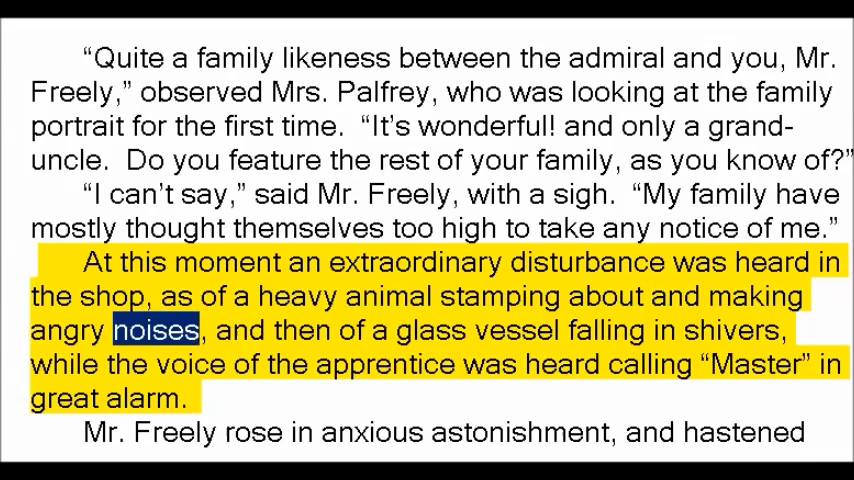 “Quite a family likeness between the admiral and you, Mr.
Freely,” observed Mrs. Palfrey, who was looking at the family
portrait for the first time.  “It’s wonderful! and only a grand-
uncle.  Do you feature the rest of your family, as you know of?”
“I can’t say,” said Mr. Freely, with a sigh.  “My family have
mostly thought themselves too high to take any notice of me.”
At this moment an extraordinary disturbance was heard in
the shop, as of a heavy animal stamping about and making
angry noises, and then of a glass vessel falling in shivers,
while the voice of the apprentice was heard calling “Master” in
great alarm.
Mr. Freely rose in anxious astonishment, and hastened